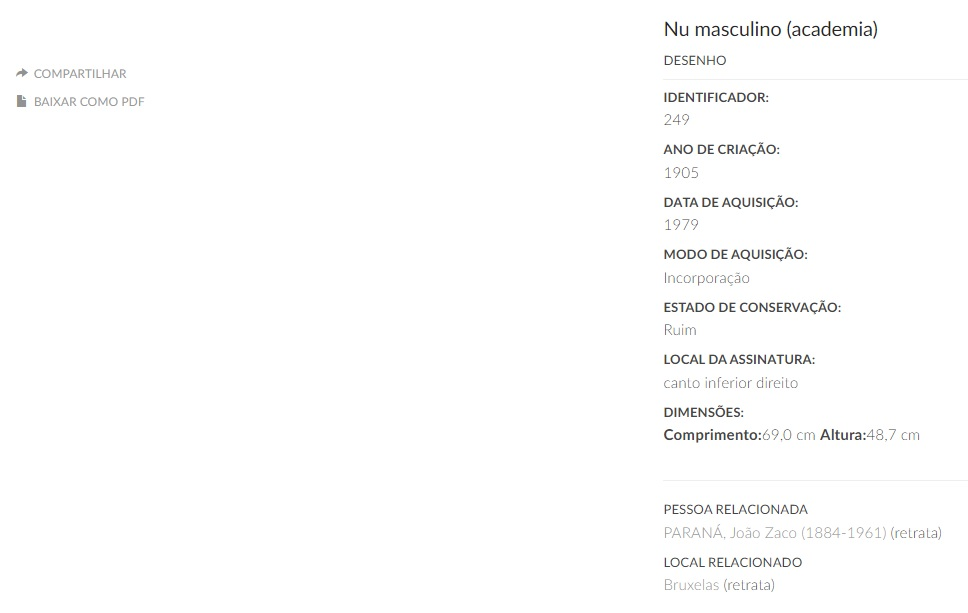 COMPARTILHAR
BAIXAR COMO PDF
Nu masculino (academia)
DESENHO
IDENTIFICADOR:
249
ANO DE CRIAÇÃO:
1905
DATA DE AQUISIÇÃO:
1979
MODO DE AQUISIÇÃO:
Incorporação
ESTADO DE CONSERVAÇÃO:
Ruim
LOCAL DA ASSINATURA:
canto inferior direito
DIMENSÕES:
Comprimento:69,0 cm Altura:48,7 cm
PESSOA RELACIONADA
PARANÁ, João Zaco (1884-1961) (retrata)
LOCAL RELACIONADO
Bruxelas (retrata)